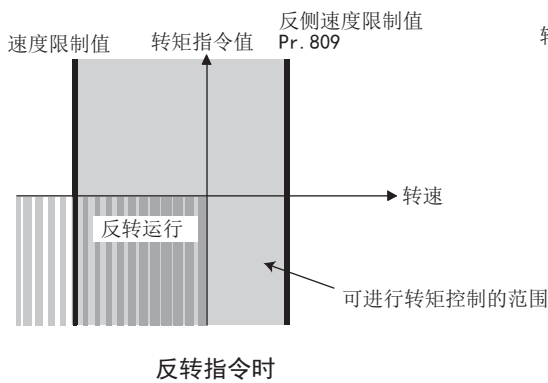 反侧速度限制值
速度限制值
转矩指令值
Pr.809
转速
反转运行
可进行转矩控制的范围
反转指令时